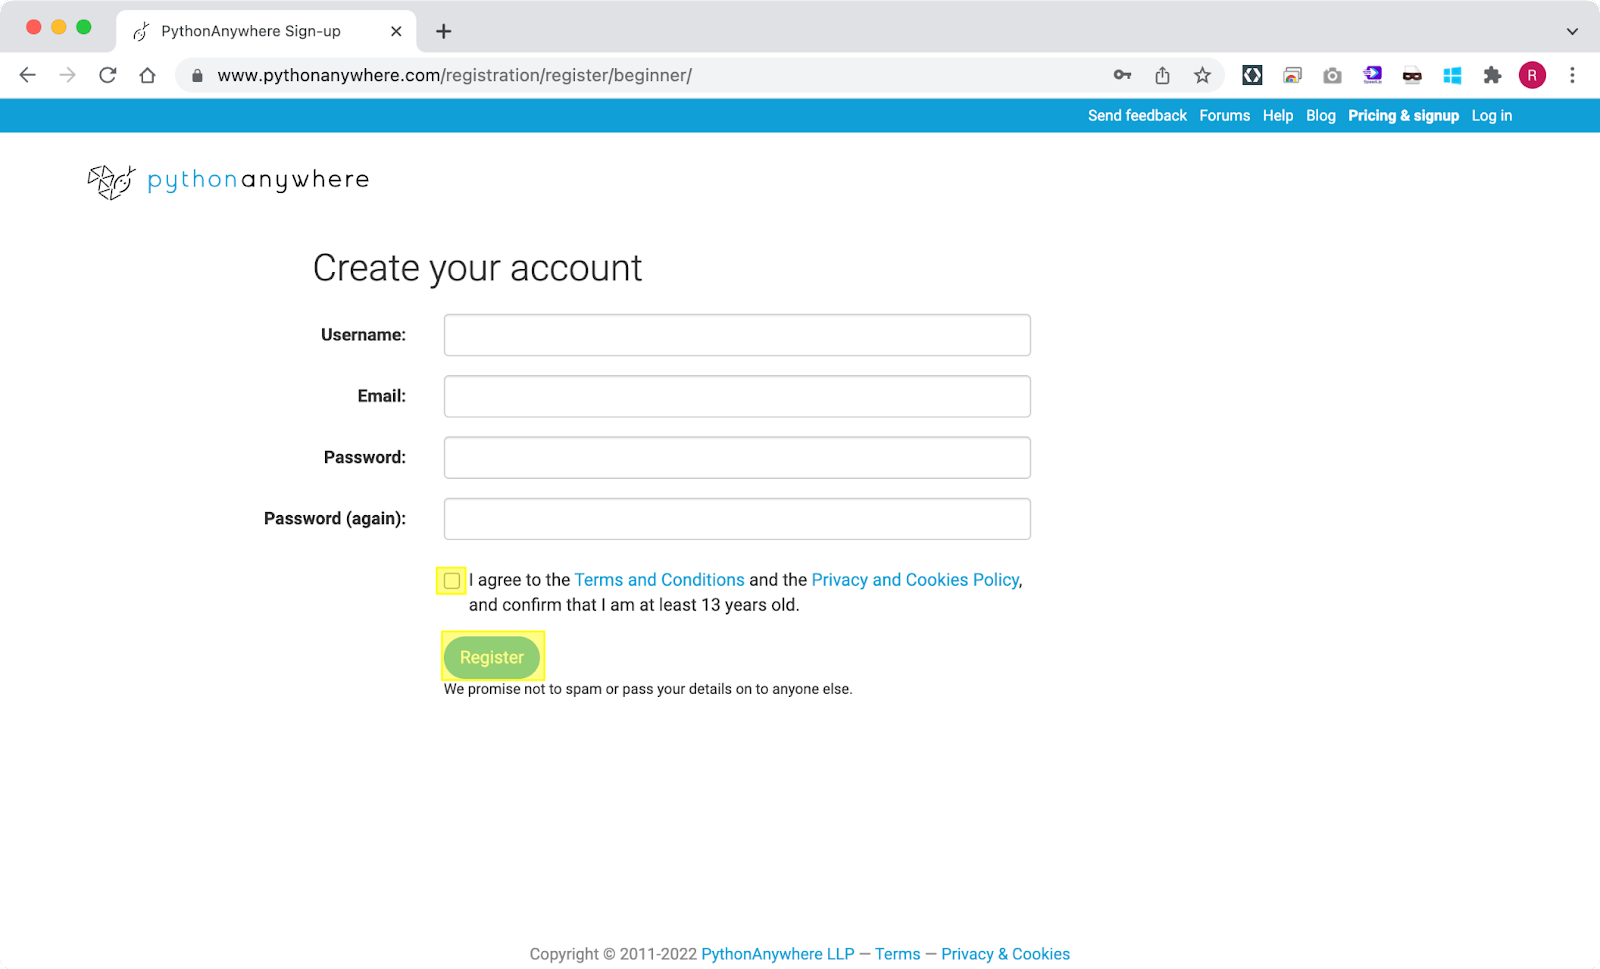 PythonAnywhere Sign-up
www.pythonanywhere.com/registration/register/beginner/
R
Send feedback Forums Help Blog Pricing & signup Log in
pythonanywhere
Create your account
Username:
Email:
Password:
Password (again):
I agree to the Terms and Conditions and the Privacy and Cookies Policy,
and confirm that I am at least 13 years old.
Register
We promise not to spam or pass your details on to anyone else.
Copyright © 2011-2022 PythonAnywhere LLP — Terms — Privacy & Cookies